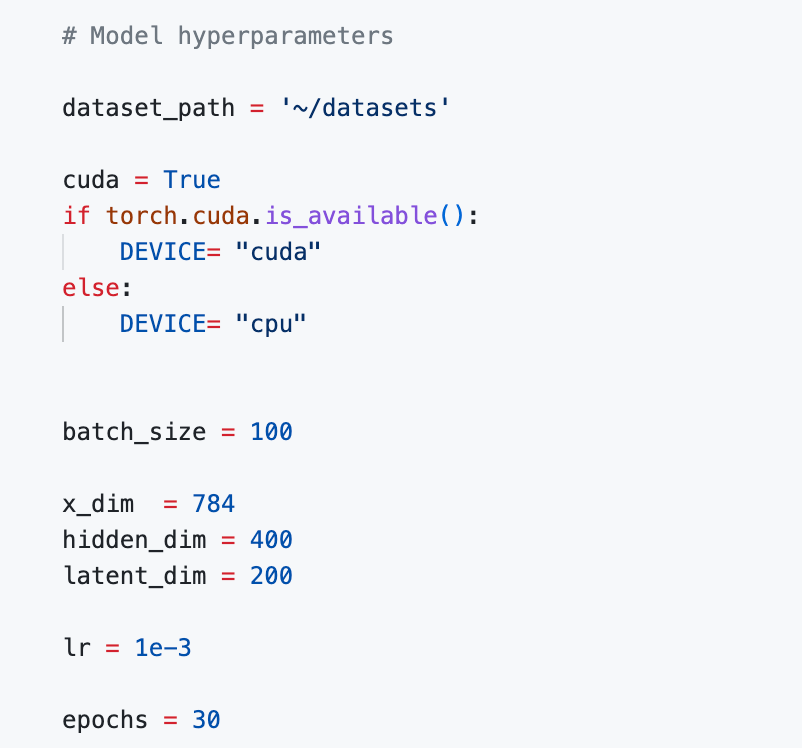 # Model hyperparameters
dataset_path = '~/datasets'
cuda = True
if torch.cuda.is_available():
    DEVICE= "cuda"
else:
    DEVICE= "cpu"
batch_size = 100
x_dim  = 784
hidden_dim = 400
latent_dim = 200
lr = 1e-3
epochs = 30